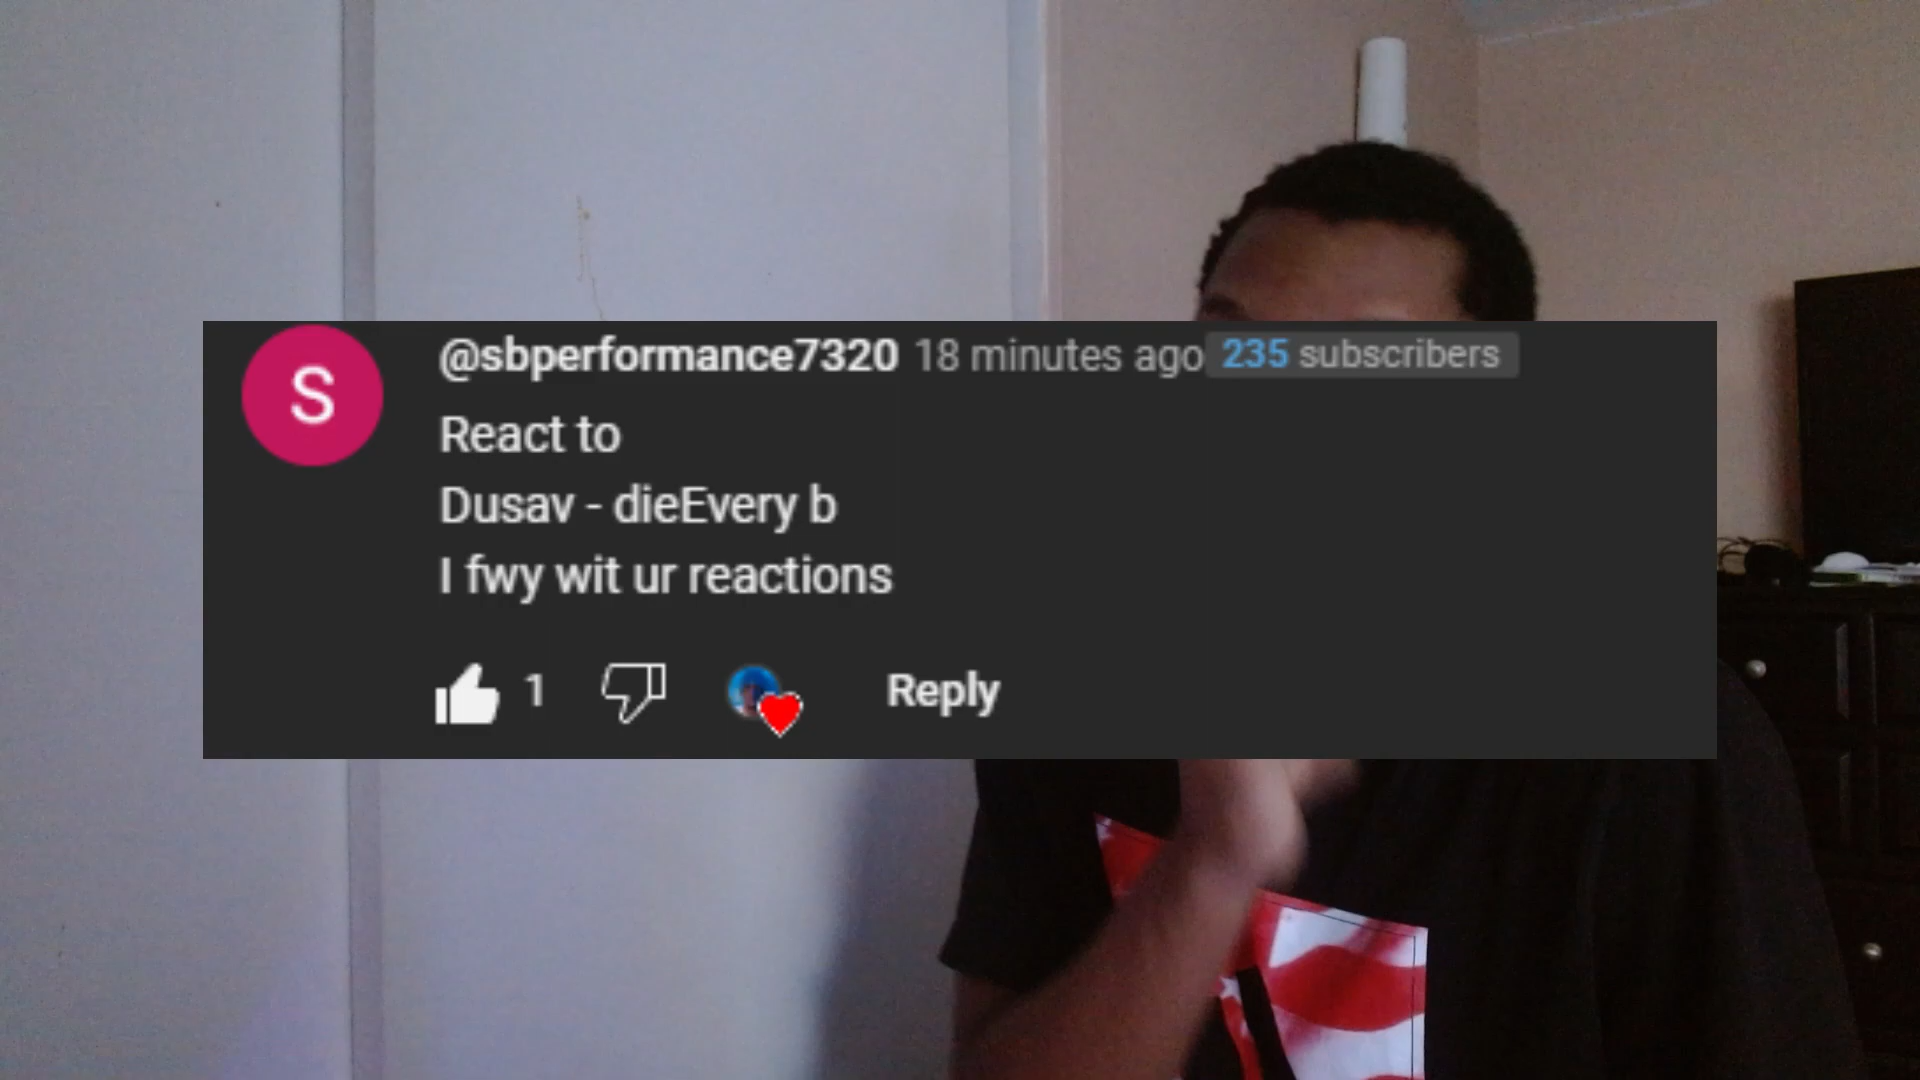 S
@sbperformance7320 18 minutes ago 235 subscribers
React to
Dusav - dieEvery b
I fwy wit ur reactions
1 Reply